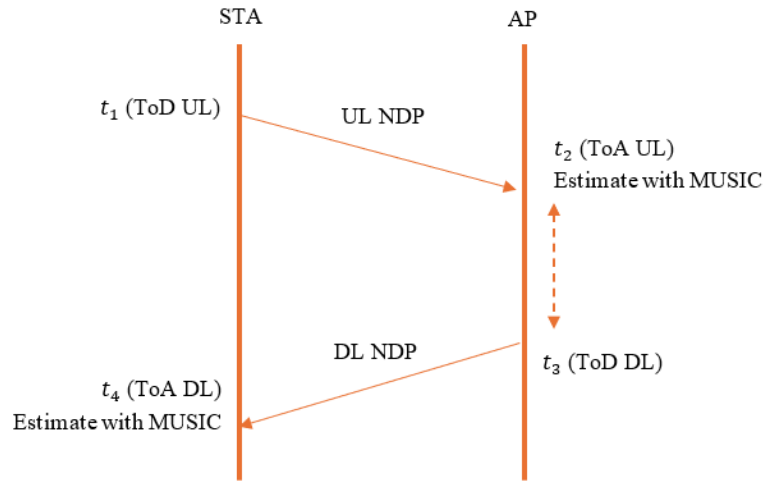 STA
AP
𝑡₁ (ToD UL)
UL NDP
𝑡₂ (ToA UL)
Estimate with MUSIC
DL NDP
𝑡₃ (ToD DL)
𝑡₄ (ToA DL)
Estimate with MUSIC